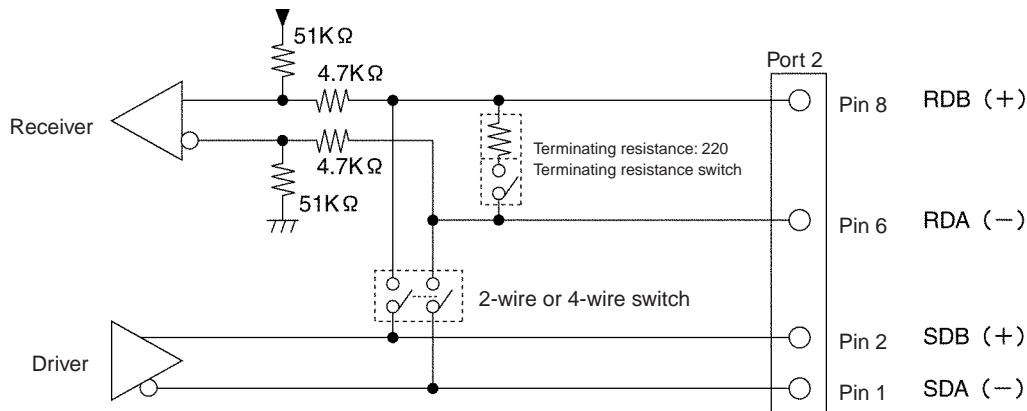 51KΩ
Port 2
4.7KΩ
Pin 8 RDB (+)
Receiver
Terminating resistance: 220
4.7KΩ
Terminating resistance switch
51KΩ
Pin 6 RDA (−)
2-wire or 4-wire switch
Pin 2 SDB (+)
Driver
Pin 1 SDA (−)